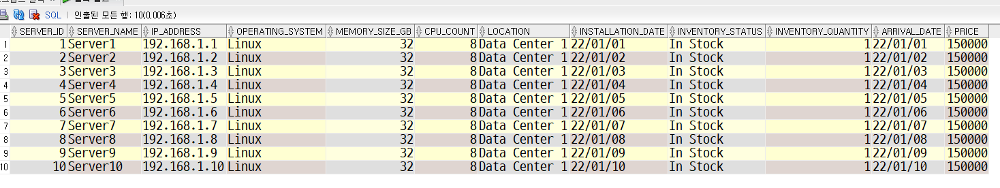 SQL | 인출된 모든 행: 10(0,006초)
SERVER_ID SERVER_NAME IP_ADDRESS OPERATING_SYSTEM MEMORY_SIZE_GB CPU_COUNT LOCATION INSTALLATION_DATE INVENTORY_STATUS INVENTORY_QUANTITY ARRIVAL_DATE PRICE
1 1 Server1 192.168.1.1 Linux 32 8 Data Center 1 22/01/01 In Stock 1 22/01/01 150000
2 2 Server2 192.168.1.2 Linux 32 8 Data Center 1 22/01/02 In Stock 1 22/01/02 150000
3 3 Server3 192.168.1.3 Linux 32 8 Data Center 1 22/01/03 In Stock 1 22/01/03 150000
4 4 Server4 192.168.1.4 Linux 32 8 Data Center 1 22/01/04 In Stock 1 22/01/04 150000
5 5 Server5 192.168.1.5 Linux 32 8 Data Center 1 22/01/05 In Stock 1 22/01/05 150000
6 6 Server6 192.168.1.6 Linux 32 8 Data Center 1 22/01/06 In Stock 1 22/01/06 150000
7 7 Server7 192.168.1.7 Linux 32 8 Data Center 1 22/01/07 In Stock 1 22/01/07 150000
8 8 Server8 192.168.1.8 Linux 32 8 Data Center 1 22/01/08 In Stock 1 22/01/08 150000
9 9 Server9 192.168.1.9 Linux 32 8 Data Center 1 22/01/09 In Stock 1 22/01/09 150000
10 10 Server10 192.168.1.10 Linux 32 8 Data Center 1 22/01/10 In Stock 1 22/01/10 150000